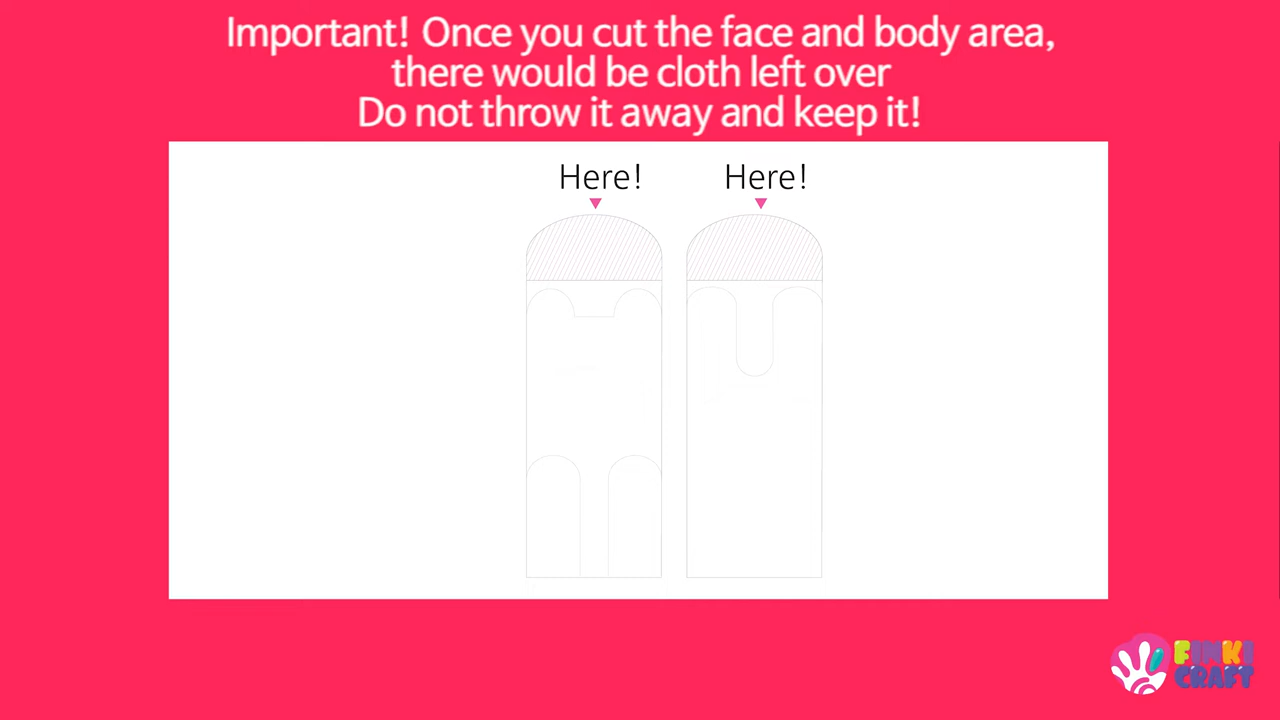 Important! Once you cut the face and body area,
there would be cloth left over
Do not throw it away and keep it!
Here! Here!
FINKI
CRAFT